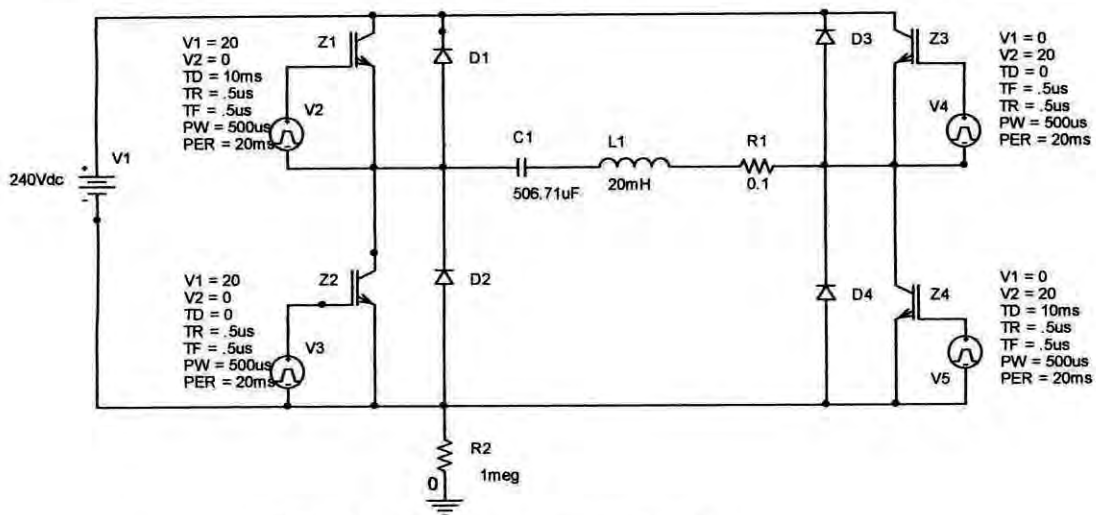 V1 = 20
V2 = 0
TD = 10ms
TR = .5us
TF = .5us
PW = 500us
PER = 20ms
Z1
V2
D1
D3
Z3
V1 = 0
V2 = 20
TD = 0
TF = .5us
TR = .5us
PW = 500us
PER = 20ms
V4
C1
506.71uF
L1
20mH
R1
0.1
240Vdc
V1
V1 = 20
V2 = 0
TD = 0
TR = .5us
TF = .5us
PW = 500us
PER = 20ms
Z2
V3
D2
D4
Z4
V1 = 0
V2 = 20
TD = 10ms
TR = .5us
TF = .5us
PW = 500us
PER = 20ms
V5
R2
1meg
0